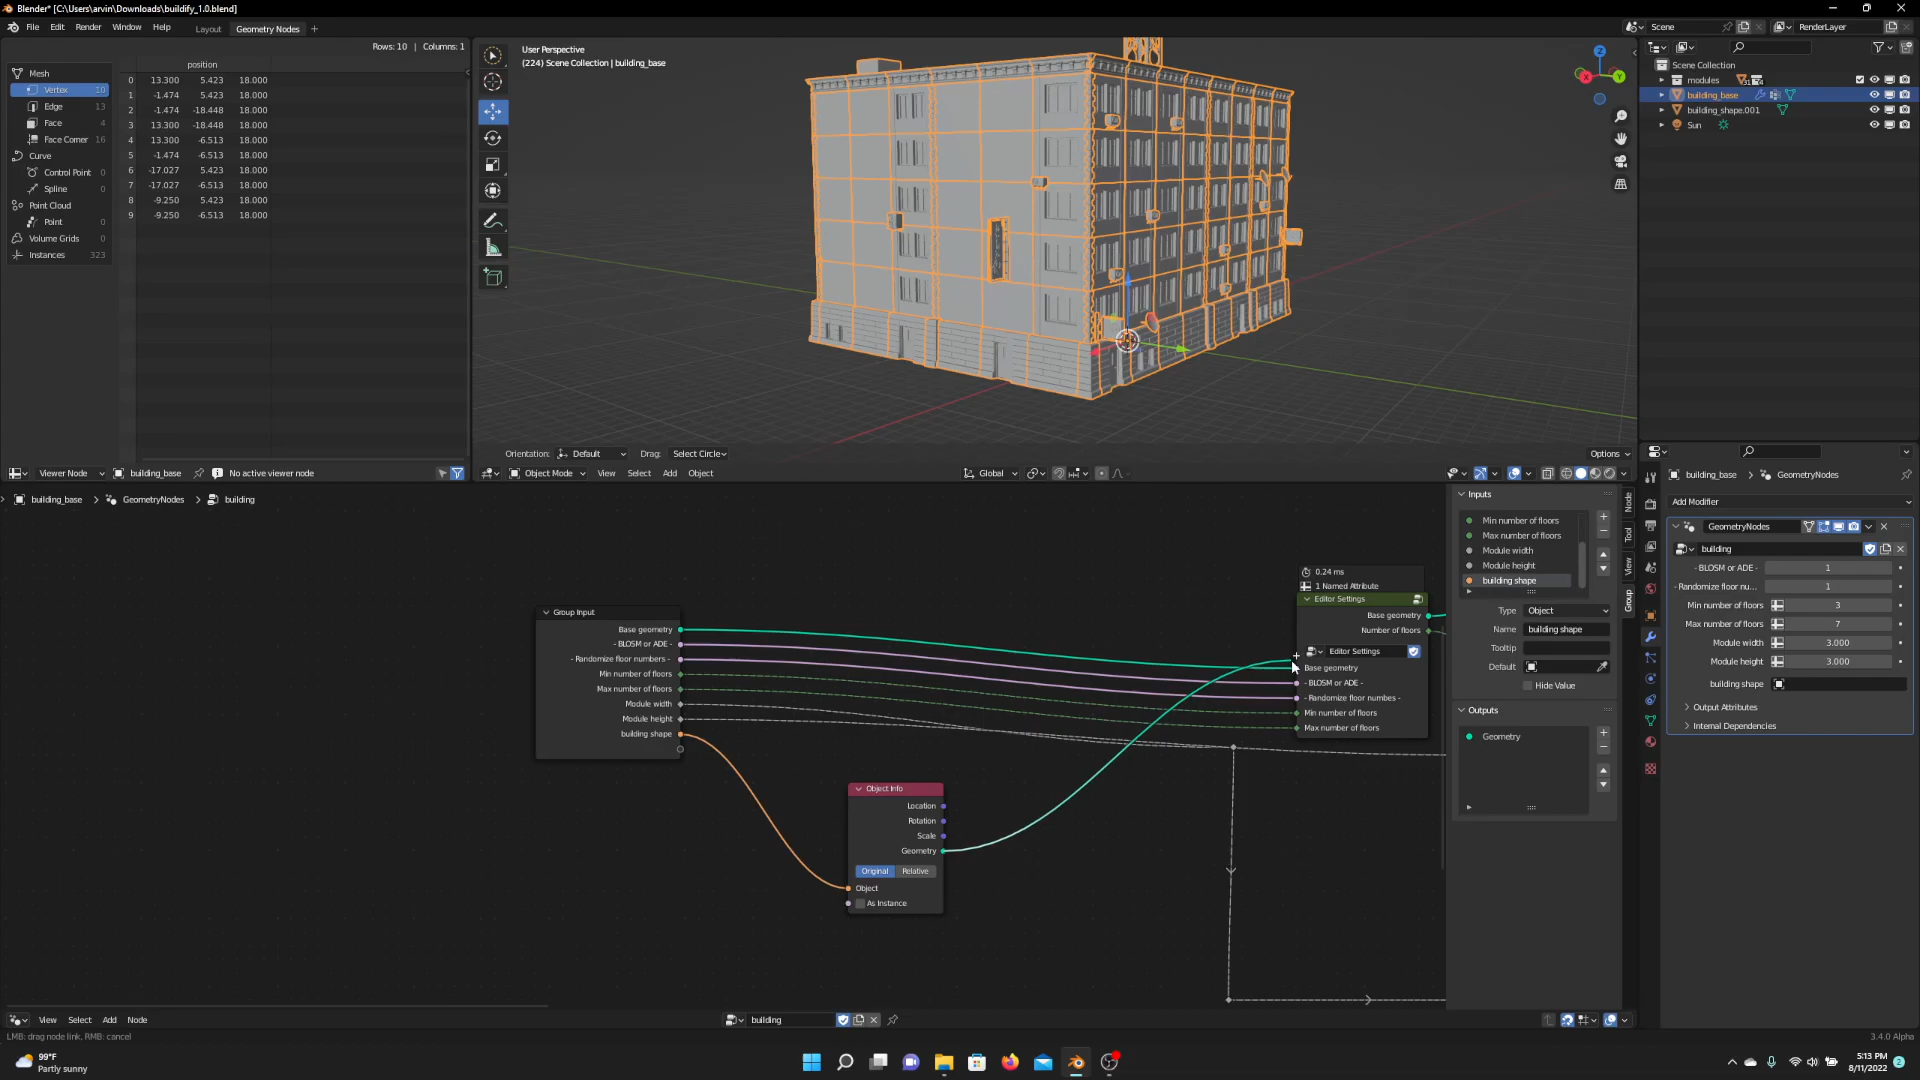 Blender* [C:\Users\arvin\Downloads\buildify_1.0.blend]
File Edit Render Window Help Layout Geometry Nodes +
Scene RenderLayer
Rows: 10 | Columns: 1
position
Mesh
Vertex 10
Edge 13
Face 4
Face Corner 16
Curve
Control Point 0
Spline 0
Point Cloud
Point 0
Volume Grids 0
Instances 323
0 13.300 5.423 18.000
1 -1.474 5.423 18.000
2 -1.474 -18.448 18.000
3 13.300 -18.448 18.000
4 13.300 -6.513 18.000
5 -1.474 -6.513 18.000
6 -17.027 5.423 18.000
7 -17.027 -6.513 18.000
8 -9.250 5.423 18.000
9 -9.250 -6.513 18.000
Viewer Node building_base No active viewer node
User Perspective
(224) Scene Collection | building_base
Z
X
Y
Orientation: Default Drag: Select Circle Options
Object Mode View Select Add Object Global
Scene Collection
modules
building_base
building_shape.001
Sun
building_base > GeometryNodes > building
Group Input
Base geometry
- BLOSM or ADE -
- Randomize floor numbers -
Min number of floors
Max number of floors
Module width
Module height
building shape
Object Info
Location
Rotation
Scale
Geometry
Original Relative
Object
As Instance
0.24 ms
1 Named Attribute
Editor Settings
Base geometry
Number of floors
Editor Settings
Base geometry
- BLOSM or ADE -
- Randomize floor numbes -
Min number of floors
Max number of floors
Inputs
Min number of floors
Max number of floors
Module width
Module height
building shape
Type Object
Name building shape
Tooltip
Default
Hide Value
Outputs
Geometry
Node
Tool
View
Group
building_base > GeometryNodes
Add Modifier
GeometryNodes
building
- BLOSM or ADE - 1
- Randomize floor nu... 1
Min number of floors 3
Max number of floors 7
Module width 3.000
Module height 3.000
building shape
Output Attributes
Internal Dependencies
View Select Add Node building
LMB: drag node link, RMB: cancel
3.4.0 Alpha
99°F
Partly sunny
5:13 PM
8/11/2022
2